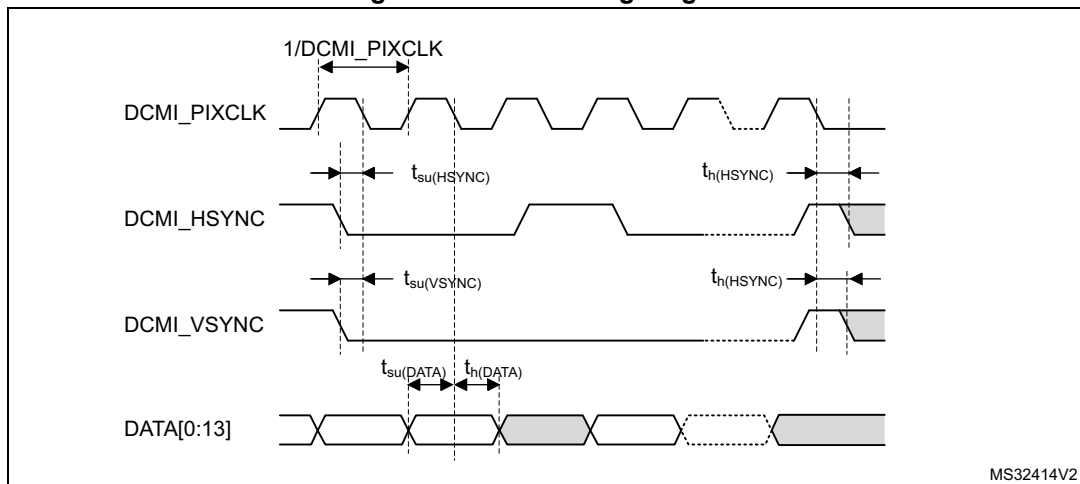 1/DCMI_PIXCLK
DCMI_PIXCLK
tsu(HSYNC) th(HSYNC)
DCMI_HSYNC
tsu(VSYNC) th(HSYNC)
DCMI_VSYNC
tsu(DATA) th(DATA)
DATA[0:13]
MS32414V2